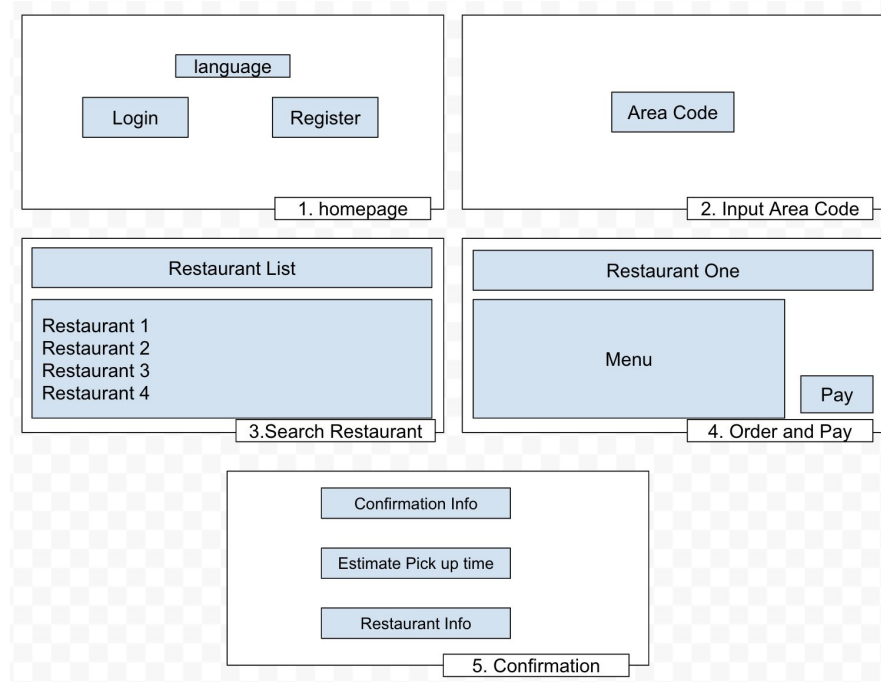 language
Login
Register
1. homepage
Area Code
2. Input Area Code
Restaurant List
Restaurant 1
Restaurant 2
Restaurant 3
Restaurant 4
3.Search Restaurant
Restaurant One
Menu
Pay
4. Order and Pay
Confirmation Info
Estimate Pick up time
Restaurant Info
5. Confirmation